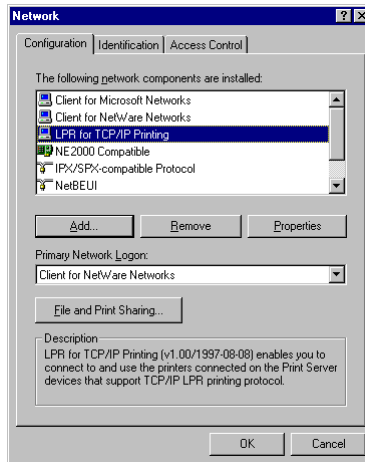 Network
Configuration Identification Access Control
The following network components are installed:
Client for Microsoft Networks
Client for NetWare Networks
LPR for TCP/IP Printing
NE2000 Compatible
IPX/SPX-compatible Protocol
NetBEUI
Add... Remove Properties
Primary Network Logon:
Client for NetWare Networks
File and Print Sharing...
Description
LPR for TCP/IP Printing (v1.00/1997-08-08) enables you to
connect to and use the printers connected on the Print Server
devices that support TCP/IP LPR printing protocol.
OK Cancel